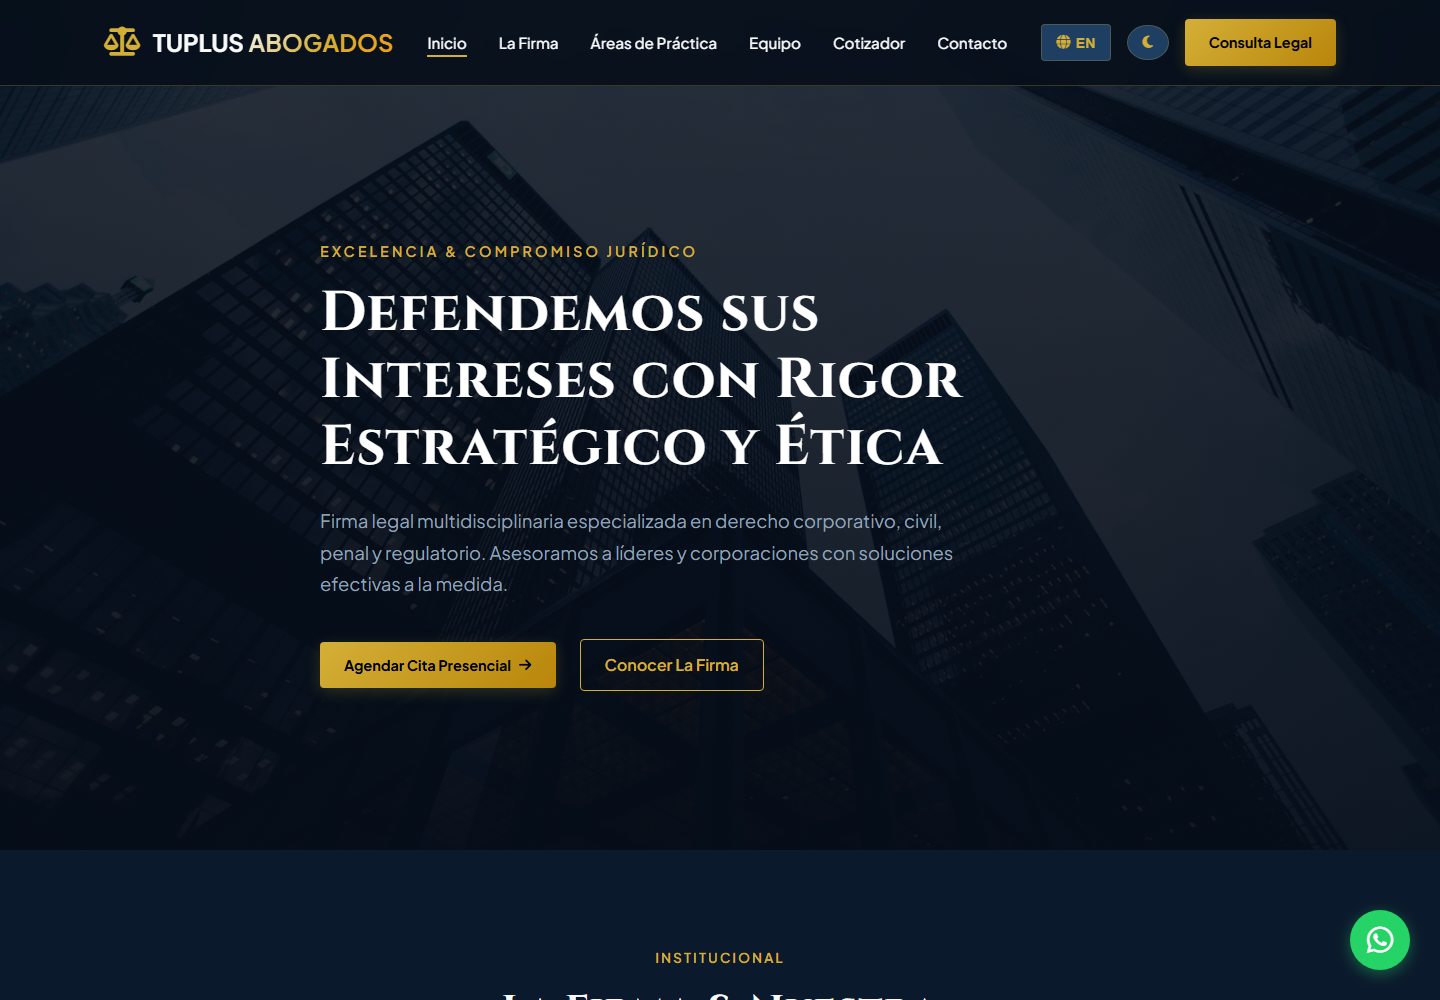 TUPLUS ABOGADOS
Inicio
La Firma
Áreas de Práctica
Equipo
Cotizador
Contacto
EN
Consulta Legal
EXCELENCIA & COMPROMISO JURÍDICO
Defendemos sus
Intereses con Rigor
Estratégico y Ética
Firma legal multidisciplinaria especializada en derecho corporativo, civil,
penal y regulatorio. Asesoramos a líderes y corporaciones con soluciones
efectivas a la medida.
Agendar Cita Presencial
Conocer La Firma
INSTITUCIONAL